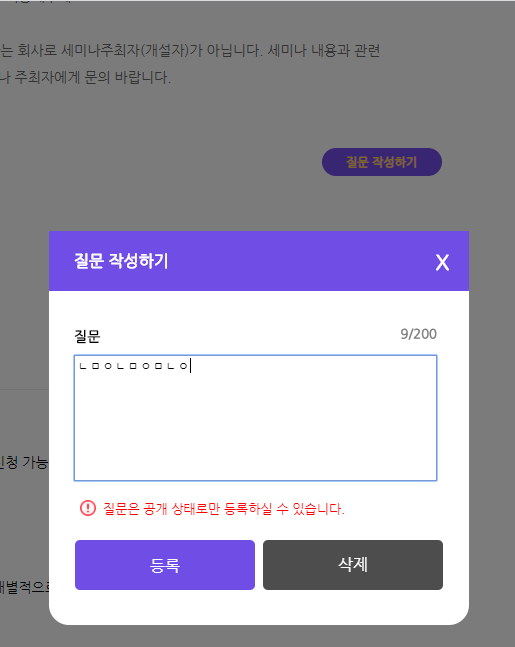 는 회사로 세미나주최자(개설자)가 아닙니다. 세미나 내용과 관련
나 주최자에게 문의 바랍니다.
질문 작성하기
질문 작성하기 X
질문 9/200
ㄴㅁㅇㄴㅁㅇㅁㄴㅇ
신청 가능
질문은 공개 상태로만 등록하실 수 있습니다.
등록 삭제
개별적으로